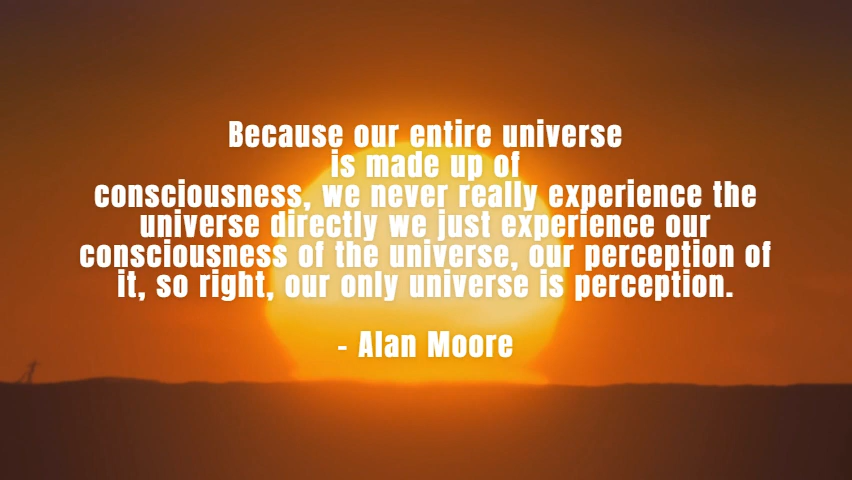 Because our entire universe
is made up of
consciousness, we never really experience the
universe directly we just experience our
consciousness of the universe, our perception of
it, so right, our only universe is perception.
- Alan Moore